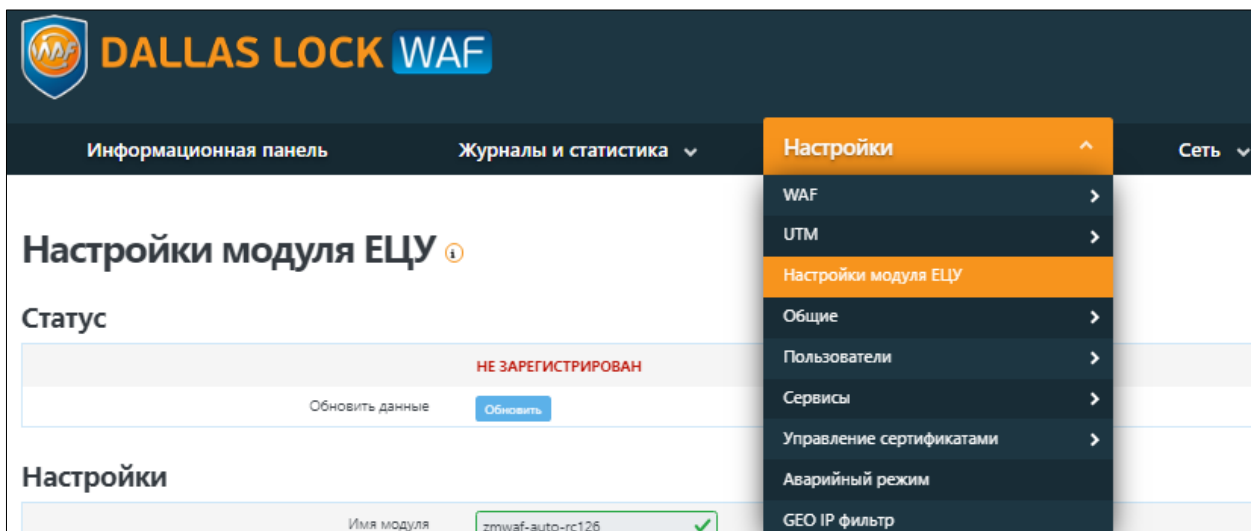 WAF DALLAS LOCK WAF
Информационная панель Журналы и статистика Настройки Сеть
WAF
UTM
Настройки модуля ЕЦУ
Общие
Пользователи
Сервисы
Управление сертификатами
Аварийный режим
GEO IP фильтр
Настройки модуля ЕЦУ
Статус
НЕ ЗАРЕГИСТРИРОВАН
Обновить данные Обновить
Настройки
Имя модуля zmwaf-auto-rc126